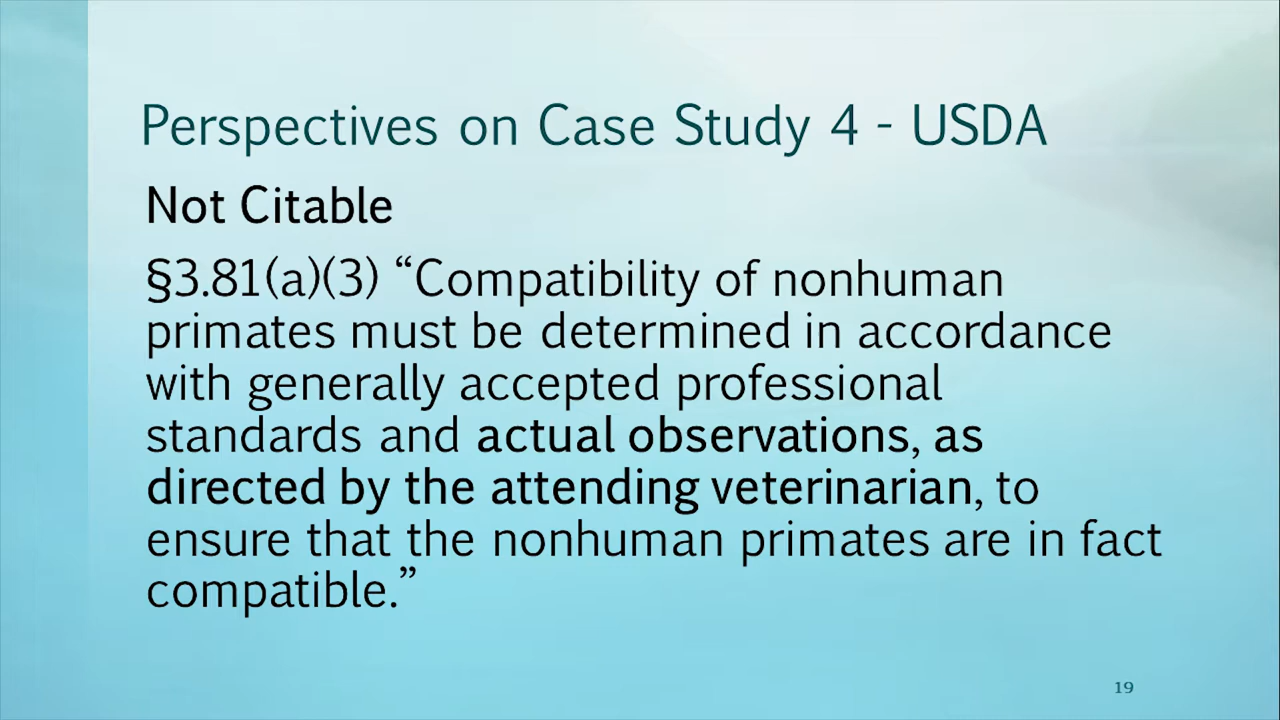 Perspectives on Case Study 4 - USDA
Not Citable
§3.81(a)(3) “Compatibility of nonhuman
primates must be determined in accordance
with generally accepted professional
standards and actual observations, as
directed by the attending veterinarian, to
ensure that the nonhuman primates are in fact
compatible.”
19